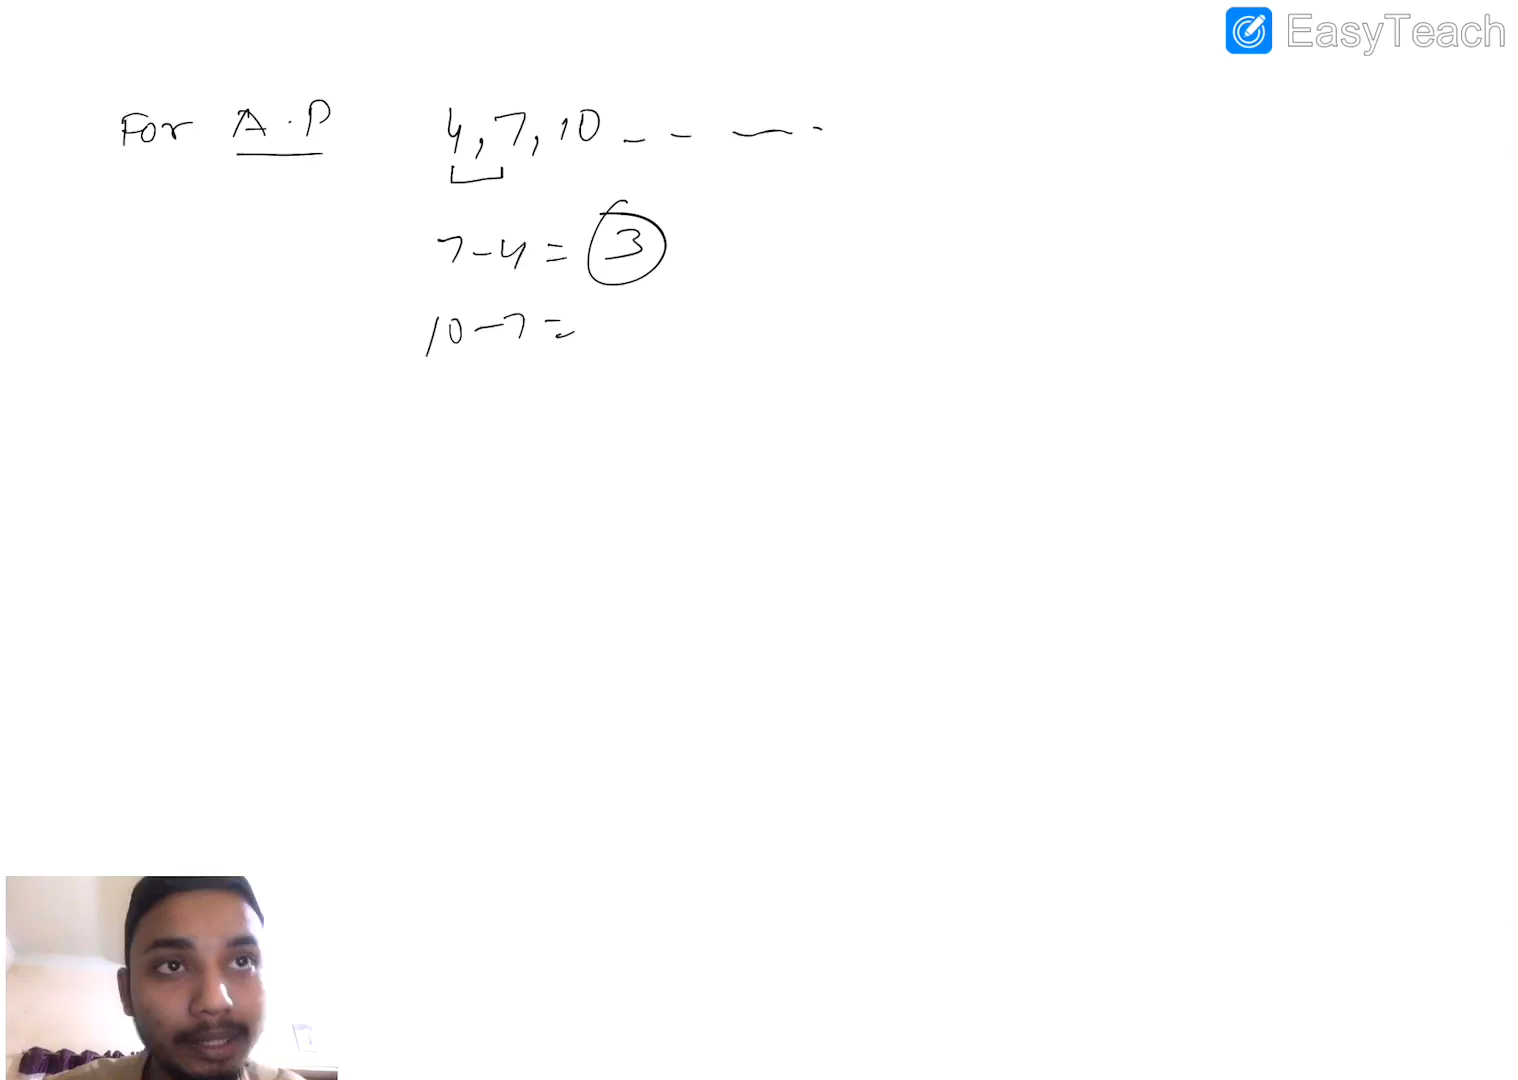 EasyTeach
For A.P 4, 7, 10 - - — -
7 - 4 = 3
10 - 7 =